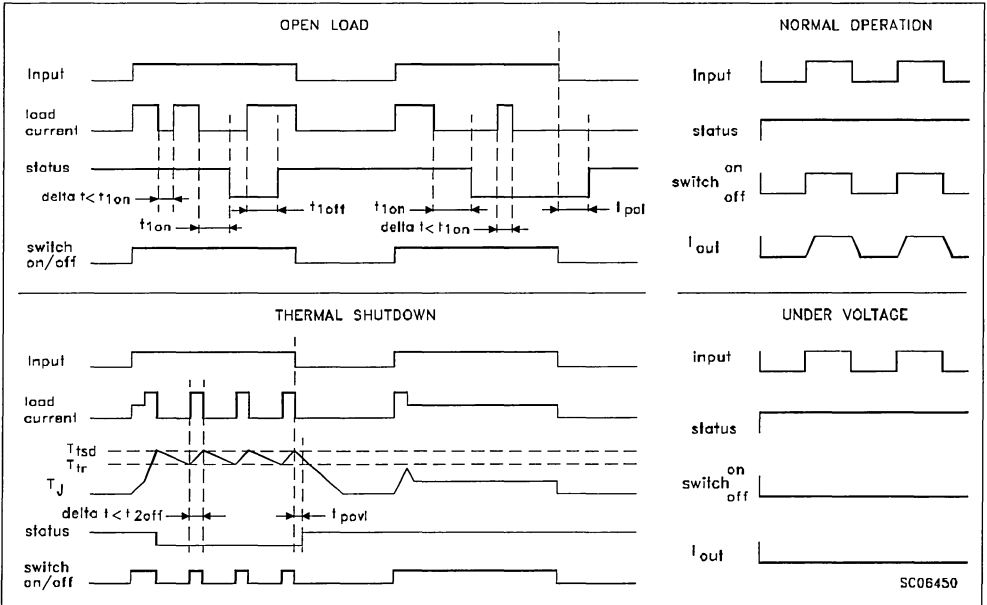 OPEN LOAD
Input
load
current
status
delta t<t1on
t1on
t1off
t1on
delta t<t1on
tpol
switch
on/off
NORMAL OPERATION
Input
status
switch on
off
Iout
THERMAL SHUTDOWN
Input
load
current
Ttsd
Ttr
TJ
delta t<t2off
tpovl
status
switch
on/off
UNDER VOLTAGE
input
status
switch on
off
Iout
SC06450